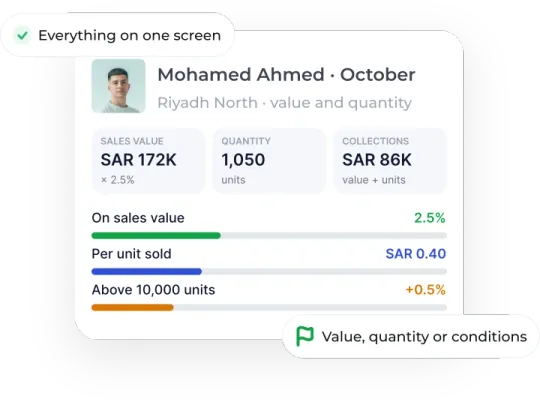 Everything on one screen
Mohamed Ahmed · October
Riyadh North · value and quantity
SALES VALUE
SAR 172K
× 2.5%
QUANTITY
1,050
units
COLLECTIONS
SAR 86K
value + units
On sales value
2.5%
Per unit sold
SAR 0.40
Above 10,000 units
+0.5%
Value, quantity or conditions